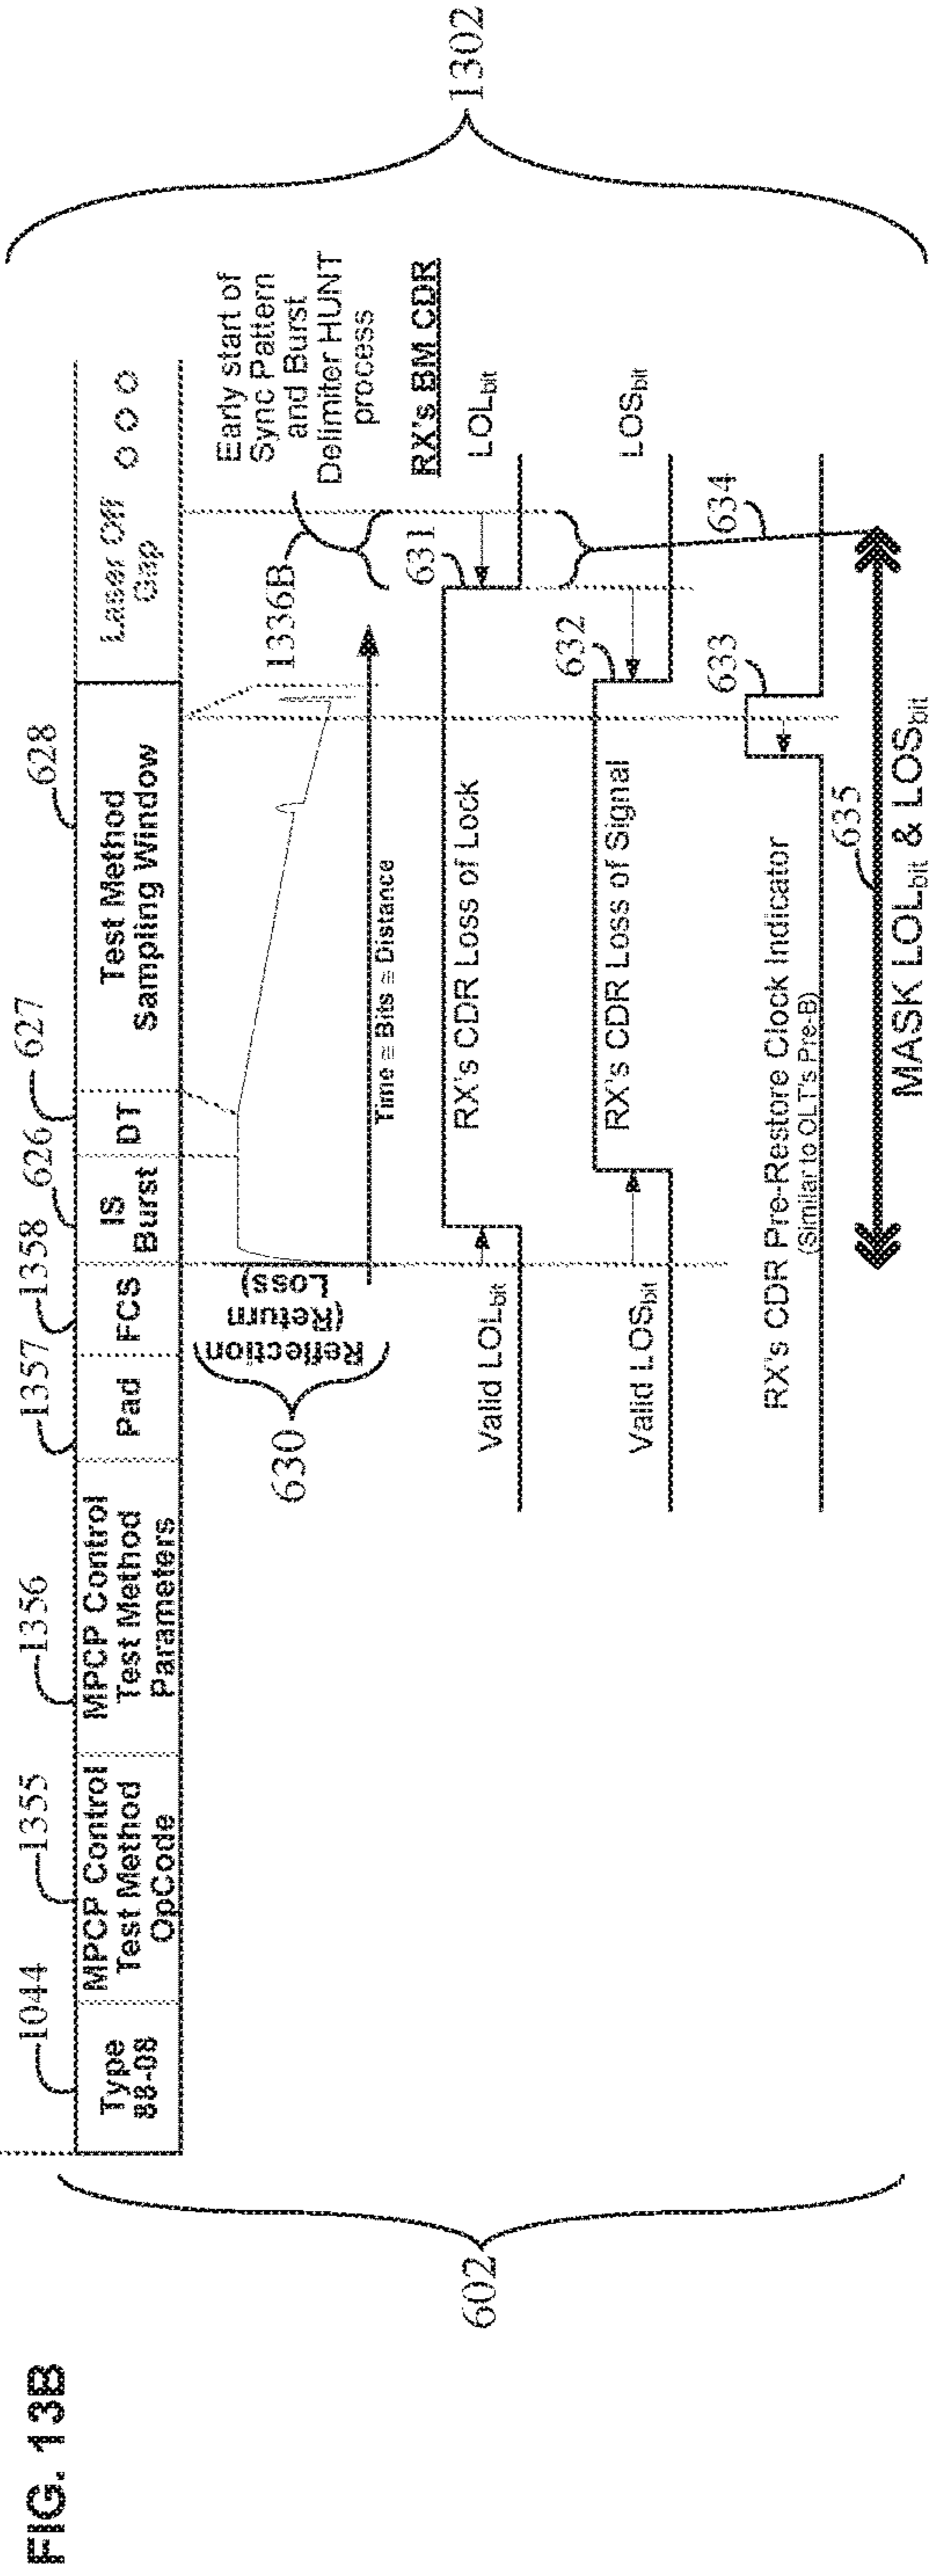 FIG. 13B
602
1302
1044
1355
1356
1357
1358
626
627
628
Type
88-08
MPCP Control
Test Method
OpCode
MPCP Control
Test Method
Parameters
Pad
FCS
IS
Burst
DT
Test Method
Sampling Window
Laser Off
Gap
630
Reflection
(Return
Loss)
Time ≅ Bits ≅ Distance
1336B
Early start of
Sync Pattern
and Burst
Delimiter HUNT
process
RX's BM CDR
Valid LOLbit
RX's CDR Loss of Lock
631
LOLbit
Valid LOSbit
RX's CDR Loss of Signal
632
LOSbit
RX's CDR Pre-Restore Clock Indicator
(Similar to OLT's Pre-B)
633
634
635
MASK LOLbit & LOSbit